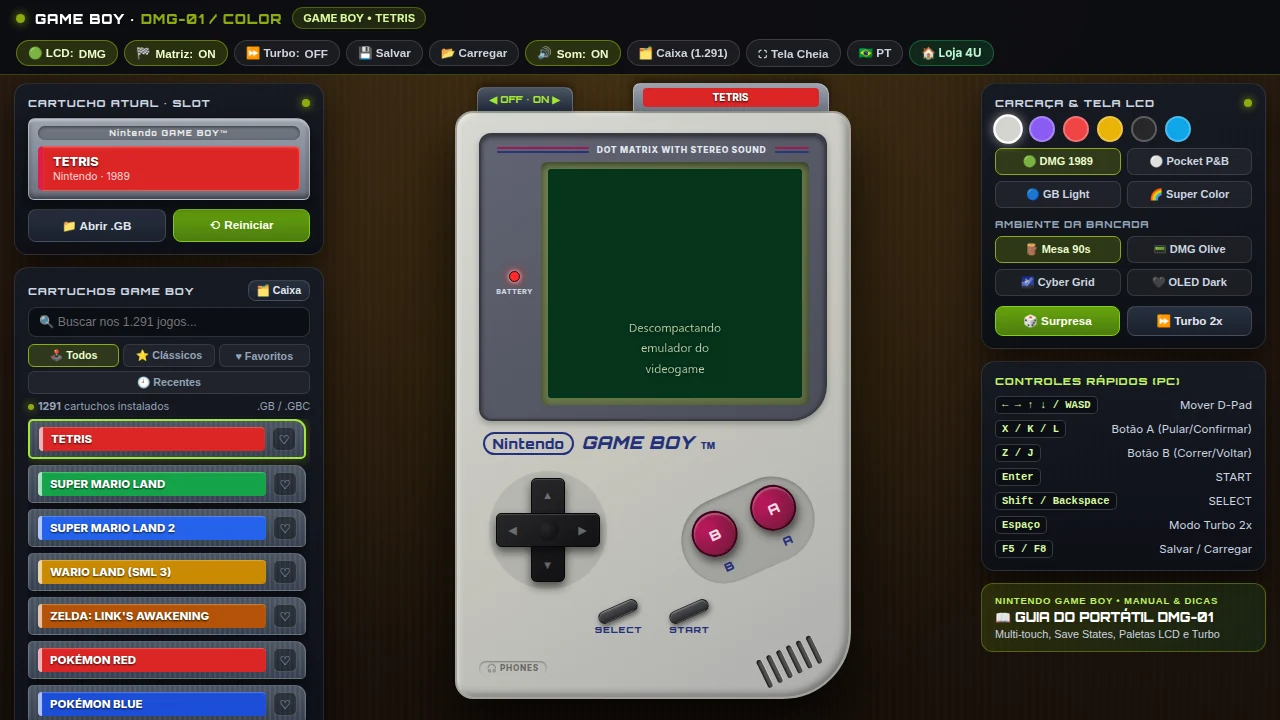 GAME BOY · DMG-01 / COLOR GAME BOY • TETRIS
🟢 LCD: DMG 🏁 Matriz: ON ⏩ Turbo: OFF 💾 Salvar 📂 Carregar 🔊 Som: ON 🗂️ Caixa (1.291) ⛶ Tela Cheia 🇧🇷 PT 🏠 Loja 4U
CARTUCHO ATUAL · SLOT
Nintendo GAME BOY™
TETRIS
Nintendo · 1989
📁 Abrir .GB ⟲ Reiniciar
CARTUCHOS GAME BOY 🗂️ Caixa
🔍 Buscar nos 1.291 jogos...
🕹️ Todos ⭐ Clássicos ♥ Favoritos
🕘 Recentes
1291 cartuchos instalados .GB / .GBC
TETRIS ♡
SUPER MARIO LAND ♡
SUPER MARIO LAND 2 ♡
WARIO LAND (SML 3) ♡
ZELDA: LINK'S AWAKENING ♡
POKÉMON RED ♡
POKÉMON BLUE ♡
◀ OFF · ON ▶
TETRIS
DOT MATRIX WITH STEREO SOUND
BATTERY
Descompactando
emulador do
videogame
Nintendo GAME BOY TM
▲
◀ ▶
▼
B A
B A
SELECT START
🎧 PHONES
CARCAÇA & TELA LCD
🟢 DMG 1989 ⚪ Pocket P&B
🔵 GB Light 🌈 Super Color
AMBIENTE DA BANCADA
🪵 Mesa 90s 📟 DMG Olive
🌌 Cyber Grid 🖤 OLED Dark
🎲 Surpresa ⏩ Turbo 2x
CONTROLES RÁPIDOS (PC)
← → ↑ ↓ / WASD Mover D-Pad
X / K / L Botão A (Pular/Confirmar)
Z / J Botão B (Correr/Voltar)
Enter START
Shift / Backspace SELECT
Espaço Modo Turbo 2x
F5 / F8 Salvar / Carregar
NINTENDO GAME BOY • MANUAL & DICAS
📖 GUIA DO PORTÁTIL DMG-01
Multi-touch, Save States, Paletas LCD e Turbo